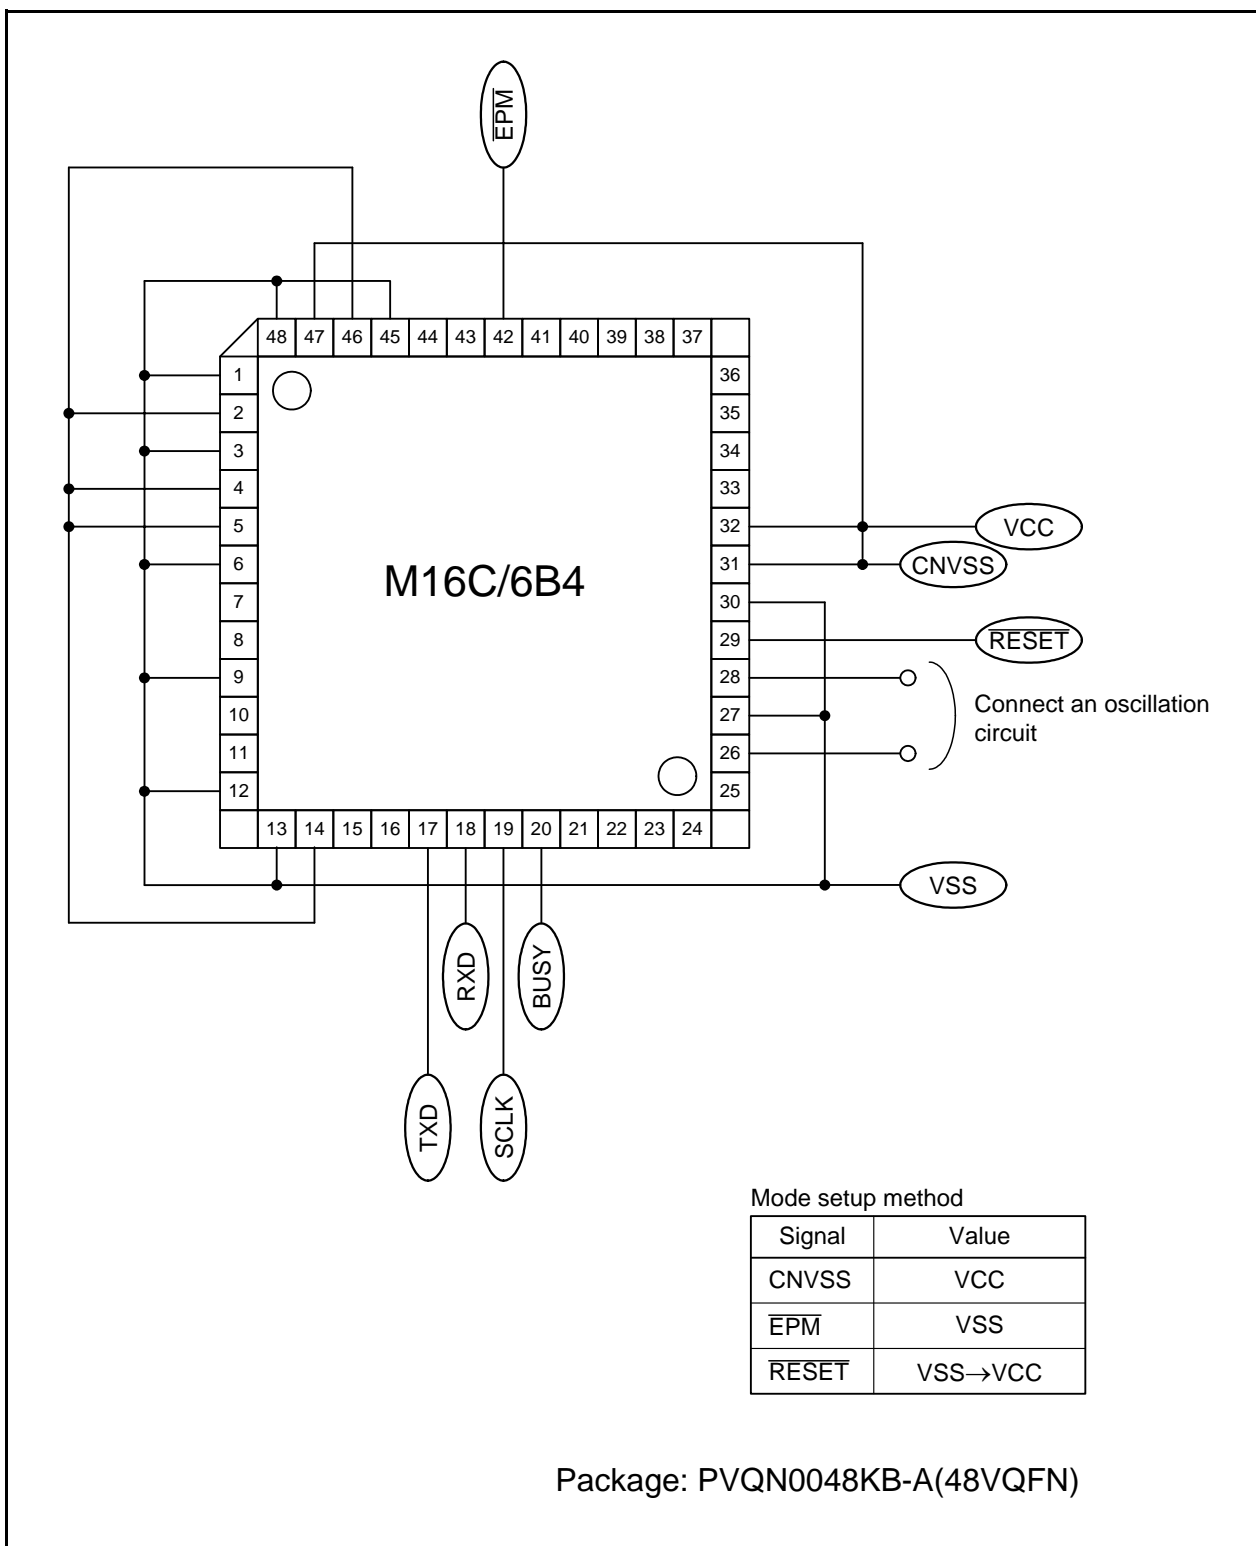 EPM
48 47 46 45 44 43 42 41 40 39 38 37
1
2
3
4
5
6
7
8
9
10
11
12
36
35
34
33
32
31
30
29
28
27
26
25
M16C/6B4
VCC
CNVSS
RESET
Connect an oscillation
circuit
13 14 15 16 17 18 19 20 21 22 23 24
VSS
RXD
BUSY
TXD
SCLK
Mode setup method
Signal Value
CNVSS VCC
EPM VSS
RESET VSS→VCC
Package: PVQN0048KB-A(48VQFN)